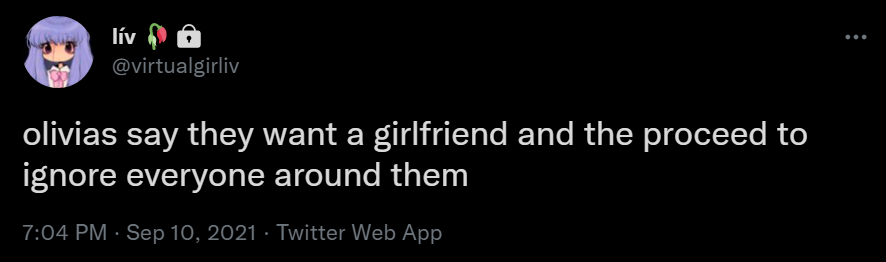 lív 🥀 🔒
@virtualgirliv
olivias say they want a girlfriend and the proceed to
ignore everyone around them
7:04 PM · Sep 10, 2021 · Twitter Web App